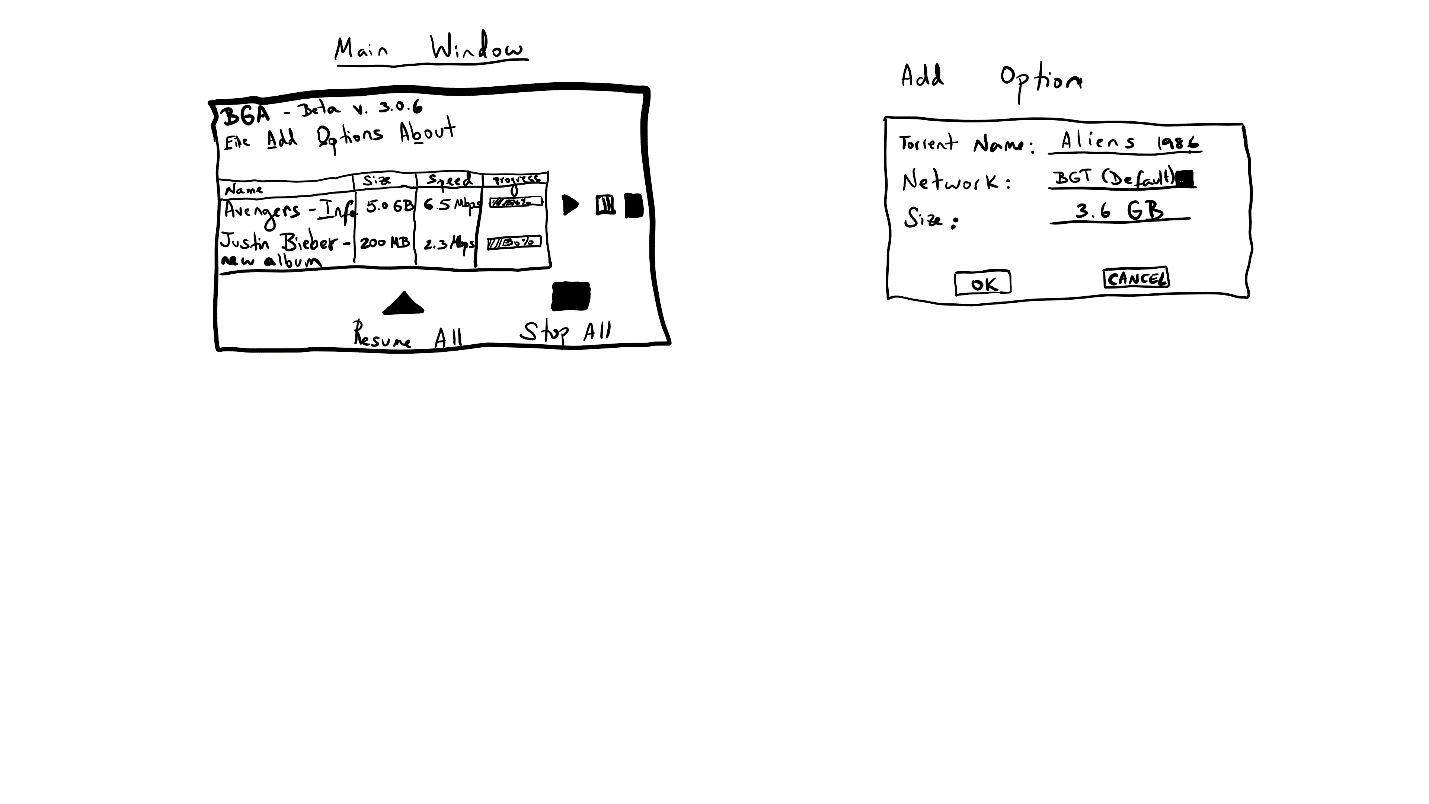 Main Window
BGA - Beta v. 3.0.6
File Add Options About
Name Size Speed Progress
Avengers - Inf 5.0 GB 6.5 Mbps
Justin Bieber - 200 MB 2.3 Mbps
new album
Resume All Stop All
Add Option
Torrent Name: Aliens 1986
Network: BGT (Default)
Size: 3.6 GB
OK CANCEL